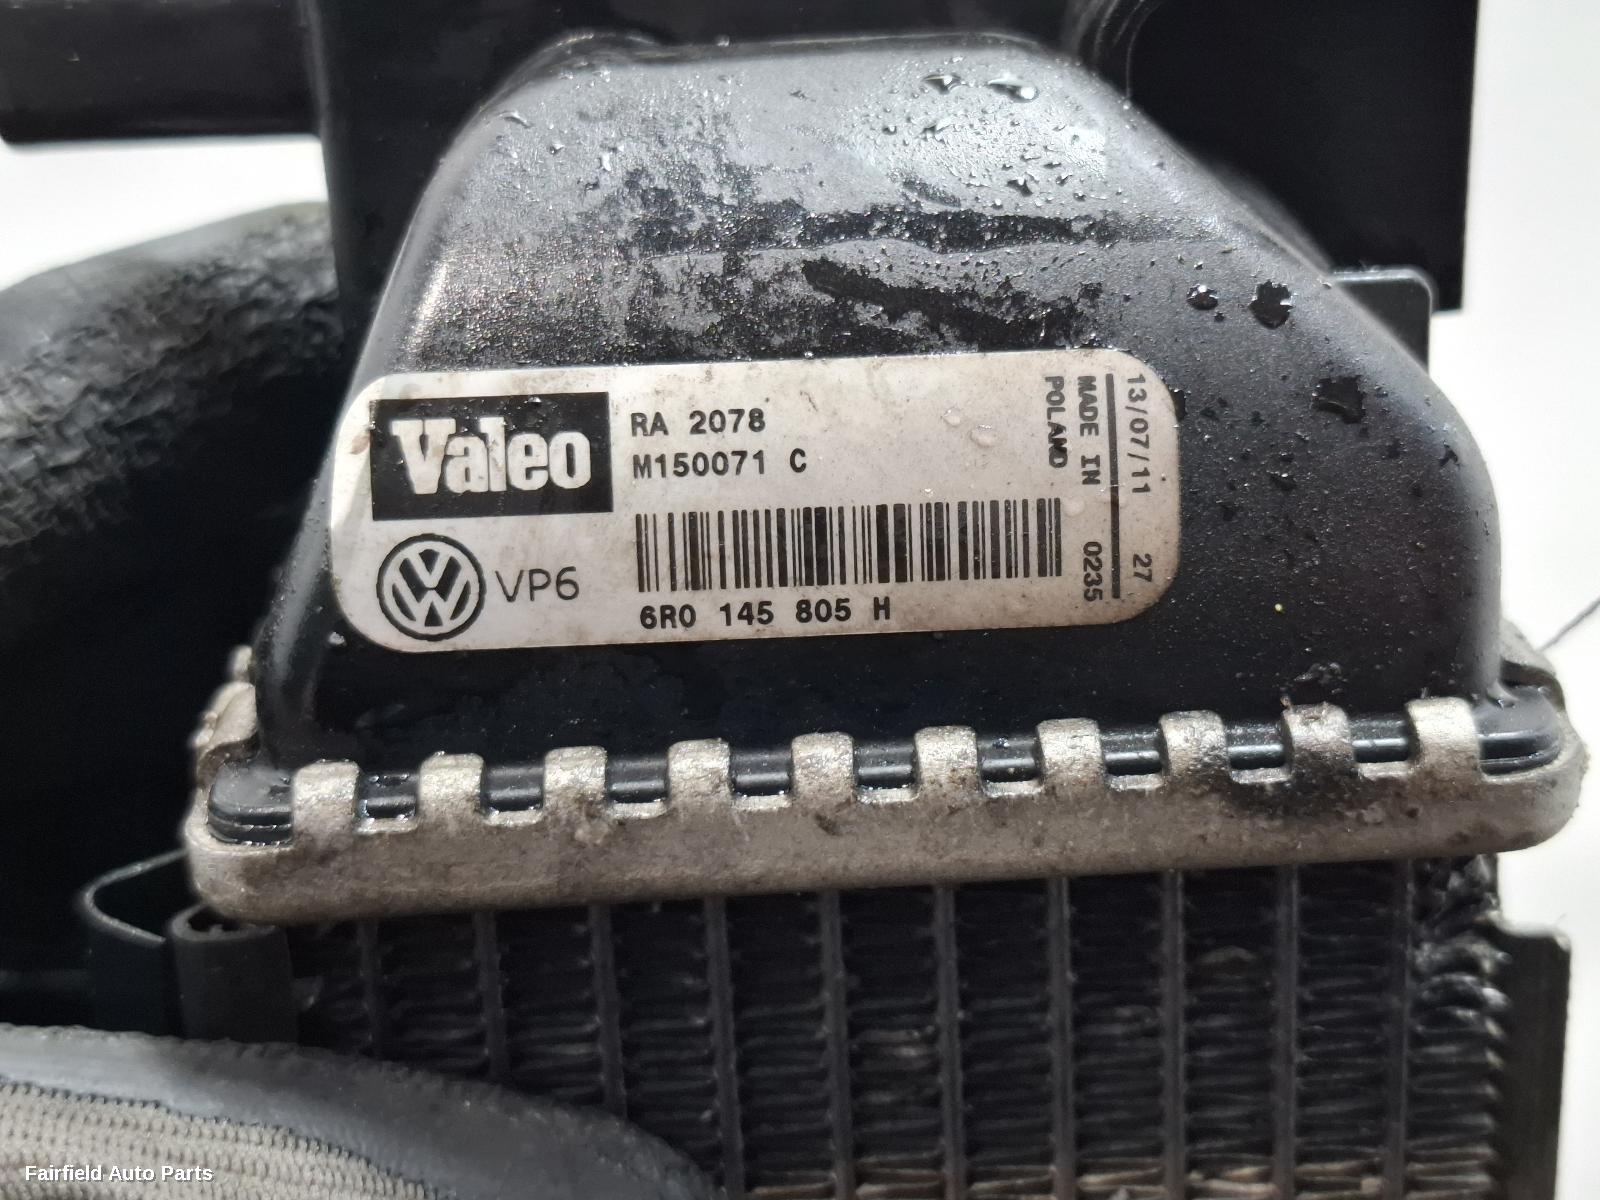 Valeo
RA 2078
M150071 C
VP6
6R0 145 805 H
13/07/11 27
MADE IN 0235
POLAND
Fairfield Auto Parts